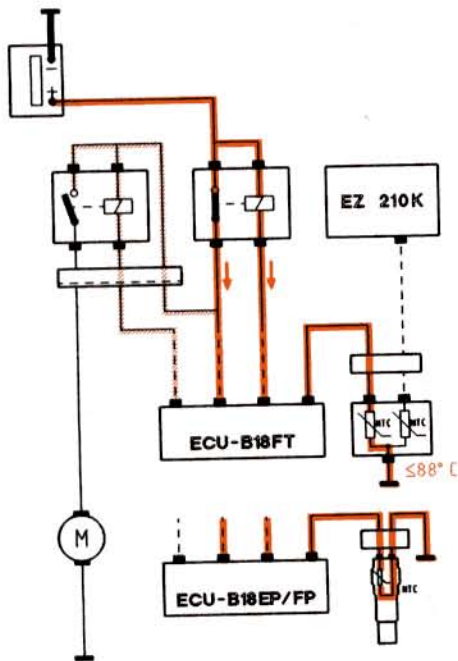 −
+
EZ 210K
ECU-B18FT
NTC NTC
≤88° C
M
ECU-B18EP/FP
NTC